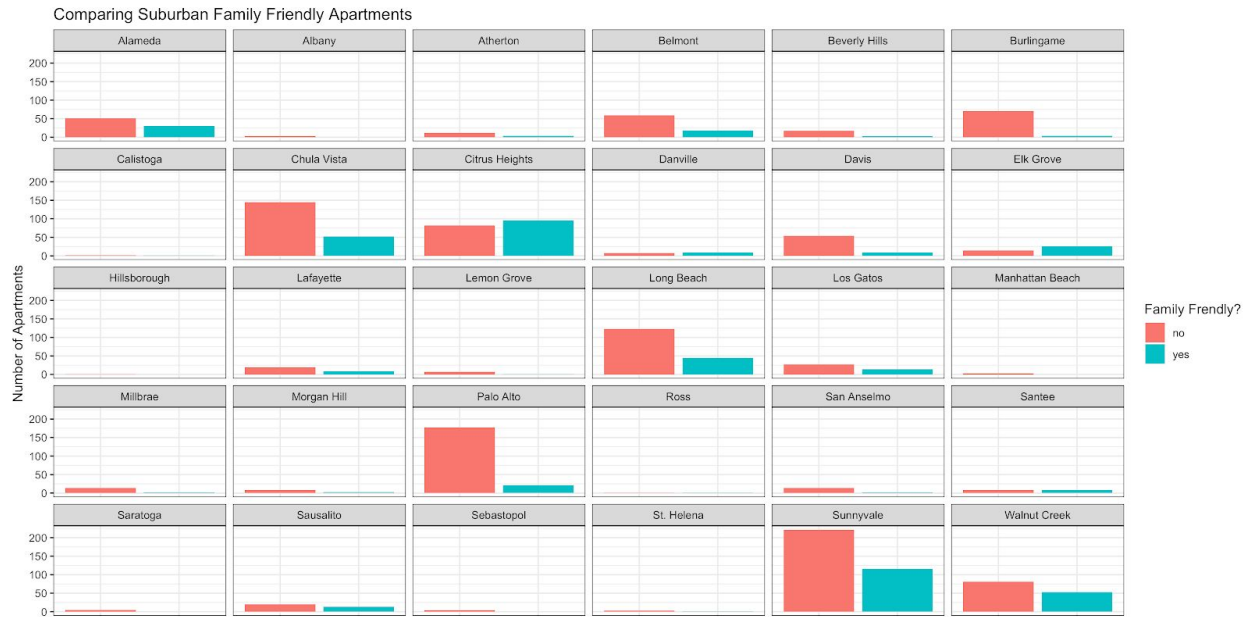 Comparing Suburban Family Friendly Apartments
Alameda Albany Atherton Belmont Beverly Hills Burlingame
200
150
100
50
0
Calistoga Chula Vista Citrus Heights Danville Davis Elk Grove
200
150
100
50
0
Hillsborough Lafayette Lemon Grove Long Beach Los Gatos Manhattan Beach
200
150
100
50
0
Millbrae Morgan Hill Palo Alto Ross San Anselmo Santee
200
150
100
50
0
Saratoga Sausalito Sebastopol St. Helena Sunnyvale Walnut Creek
200
150
100
50
0
Number of Apartments
Family Frendly?
no
yes